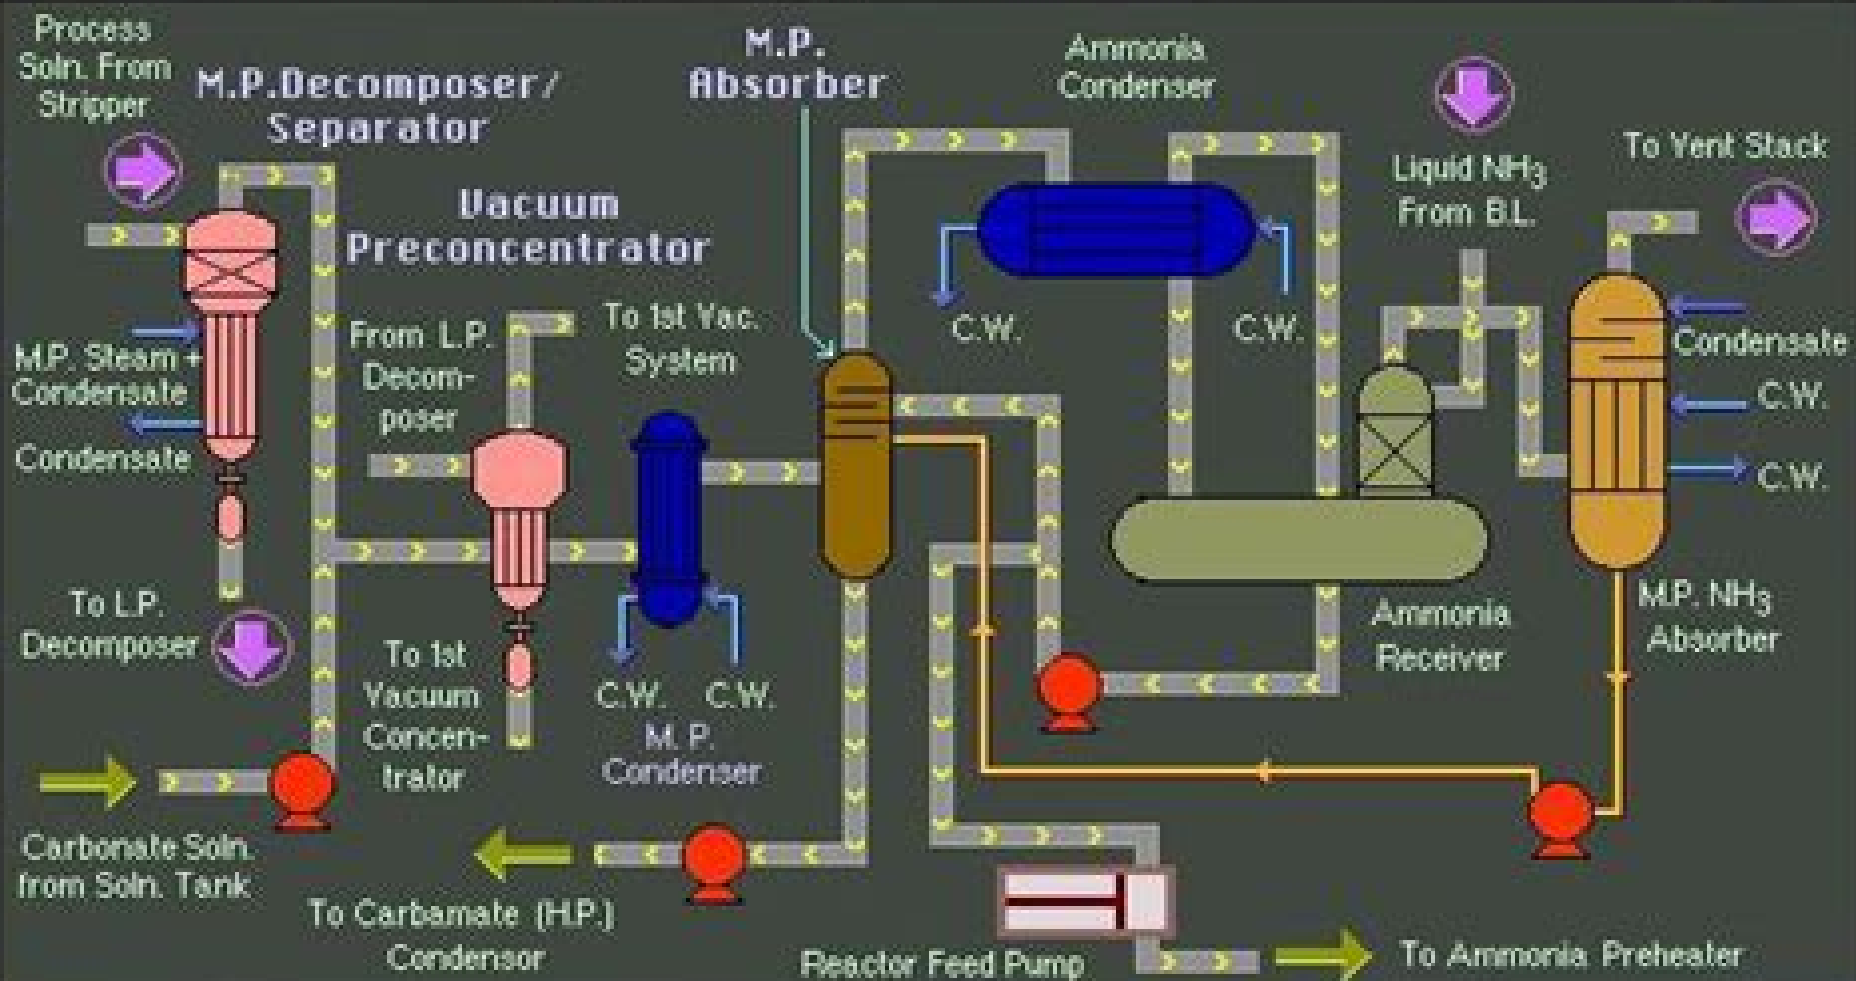 Process
Soln. From
Stripper
M.P.Decomposer/
Separator
M.P.
Absorber
Ammonia
Condenser
Liquid NH3
From B.L.
To Vent Stack
Vacuum
Preconcentrator
From L.P.
Decom-
poser
To 1st Vac.
System
C.W.
C.W.
M.P. Steam +
Condensate
Condensate
Condensate
C.W.
C.W.
To L.P.
Decomposer
To 1st
Vacuum
Concen-
trator
C.W.
C.W.
M. P.
Condenser
Ammonia
Receiver
M.P. NH3
Absorber
Carbonate Soln.
from Soln. Tank
To Carbamate (H.P.)
Condensor
Reactor Feed Pump
To Ammonia Preheater